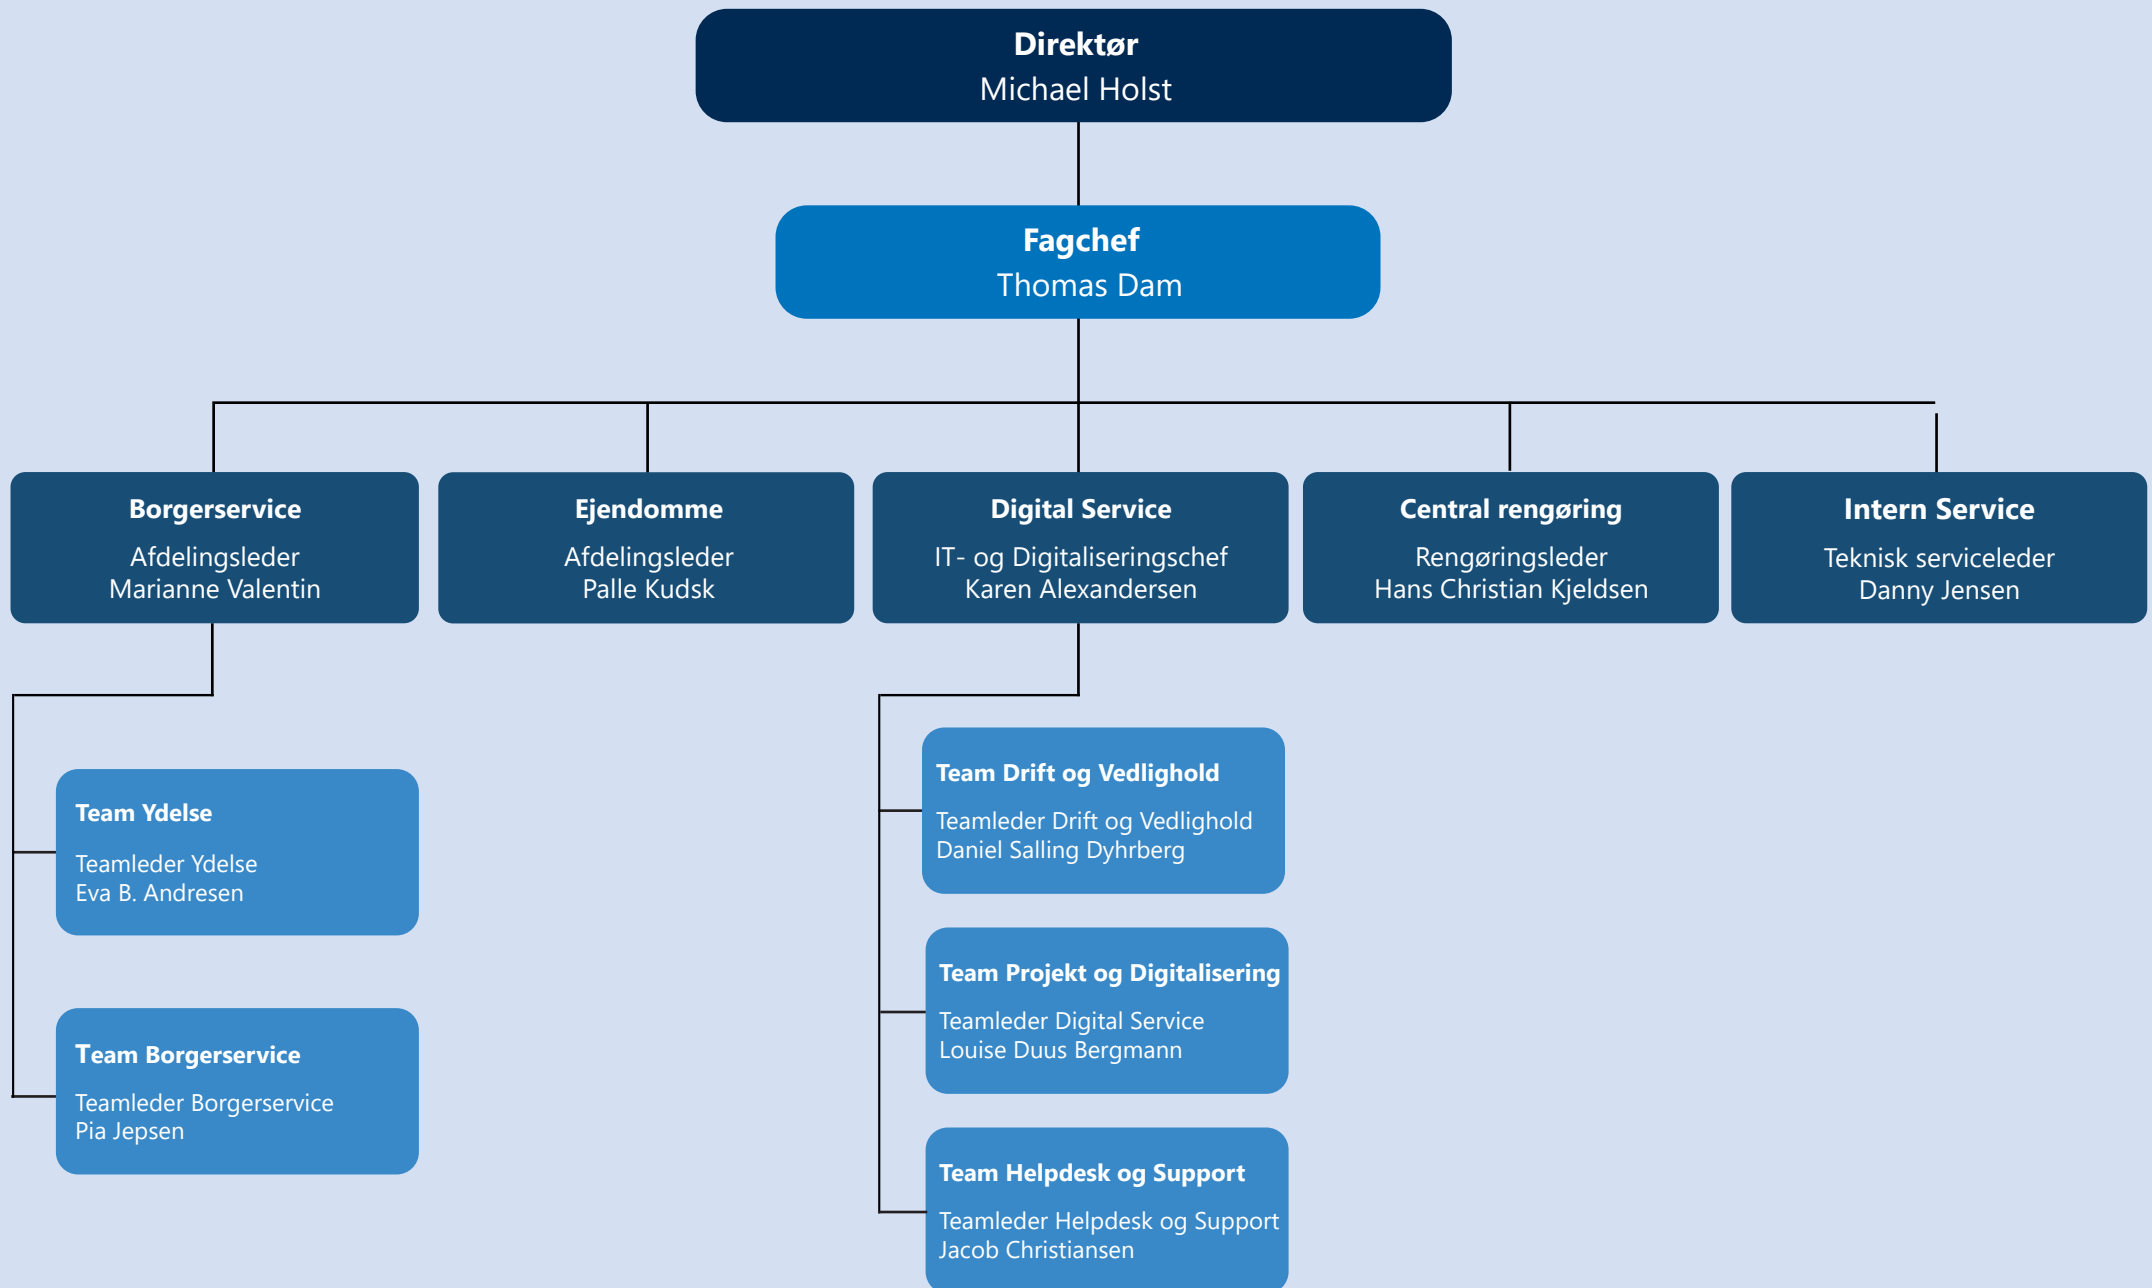 Direktør
Michael Holst
Fagchef
Thomas Dam
Borgerservice
Afdelingsleder
Marianne Valentin
Ejendomme
Afdelingsleder
Palle Kudsk
Digital Service
IT- og Digitaliseringschef
Karen Alexandersen
Central rengøring
Rengøringsleder
Hans Christian Kjeldsen
Intern Service
Teknisk serviceleder
Danny Jensen
Team Ydelse
Teamleder Ydelse
Eva B. Andresen
Team Borgerservice
Teamleder Borgerservice
Pia Jepsen
Team Drift og Vedlighold
Teamleder Drift og Vedlighold
Daniel Salling Dyhrberg
Team Projekt og Digitalisering
Teamleder Digital Service
Louise Duus Bergmann
Team Helpdesk og Support
Teamleder Helpdesk og Support
Jacob Christiansen